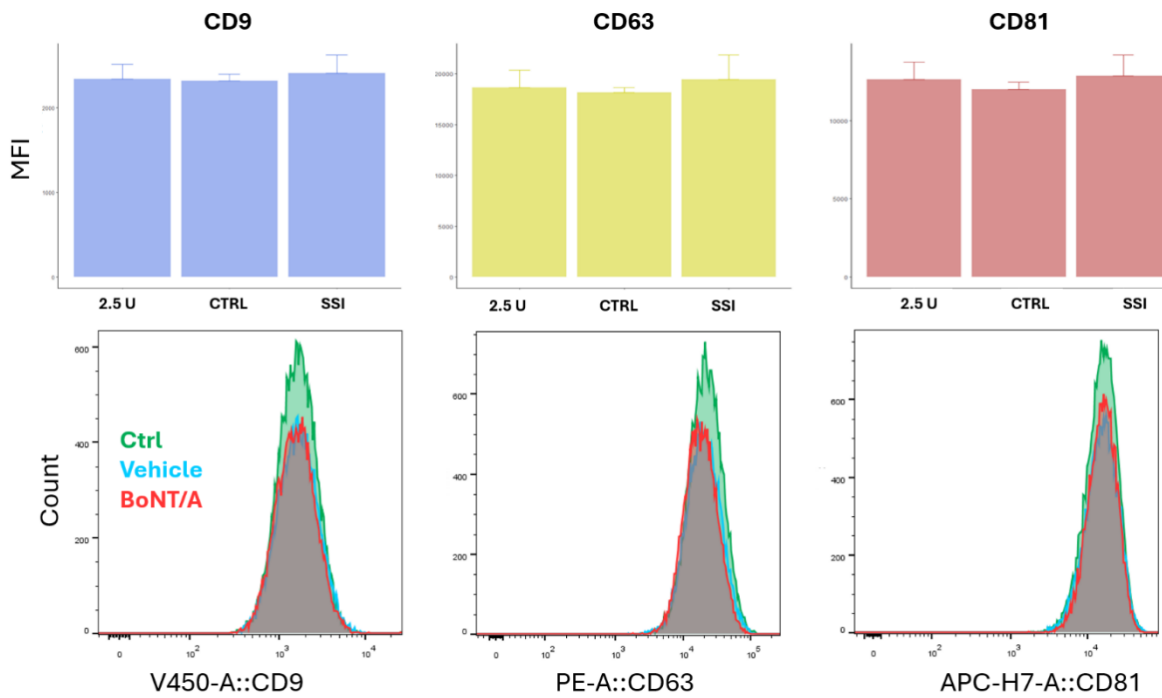 CD9 CD63 CD81
MFI
2000
1000
0
20000
15000
10000
5000
0
10000
5000
0
2.5 U CTRL SSI
2.5 U CTRL SSI
2.5 U CTRL SSI
Count
600
400
200
0
Ctrl
Vehicle
BoNT/A
0 10² 10³ 10⁴
V450-A::CD9
600
400
200
0
0 10² 10³ 10⁴ 10⁵
PE-A::CD63
600
400
200
0
0 10² 10³ 10⁴
APC-H7-A::CD81